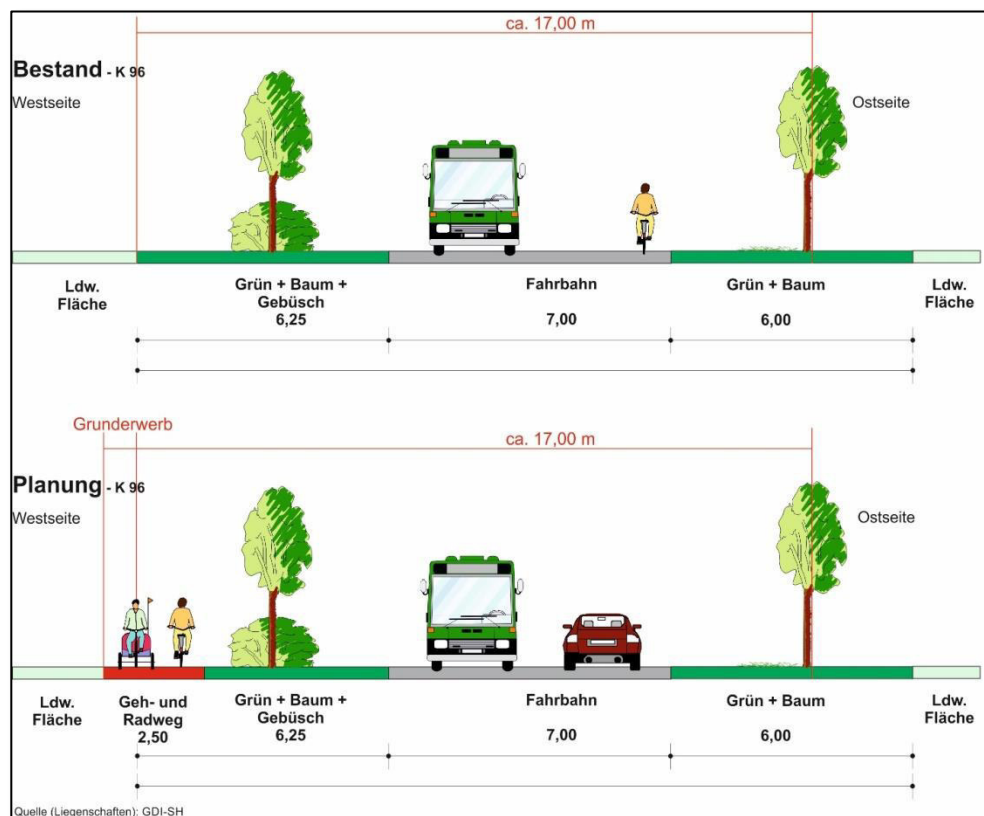 ca. 17,00 m
Bestand - K 96
Westseite
Ostseite
Ldw.
Fläche
Grün + Baum +
Gebüsch
6,25
Fahrbahn
7,00
Grün + Baum
6,00
Ldw.
Fläche
Grunderwerb
ca. 17,00 m
Planung - K 96
Westseite
Ostseite
Ldw.
Fläche
Geh- und
Radweg
2,50
Grün + Baum +
Gebüsch
6,25
Fahrbahn
7,00
Grün + Baum
6,00
Ldw.
Fläche
Quelle (Liegenschaften): GDI-SH